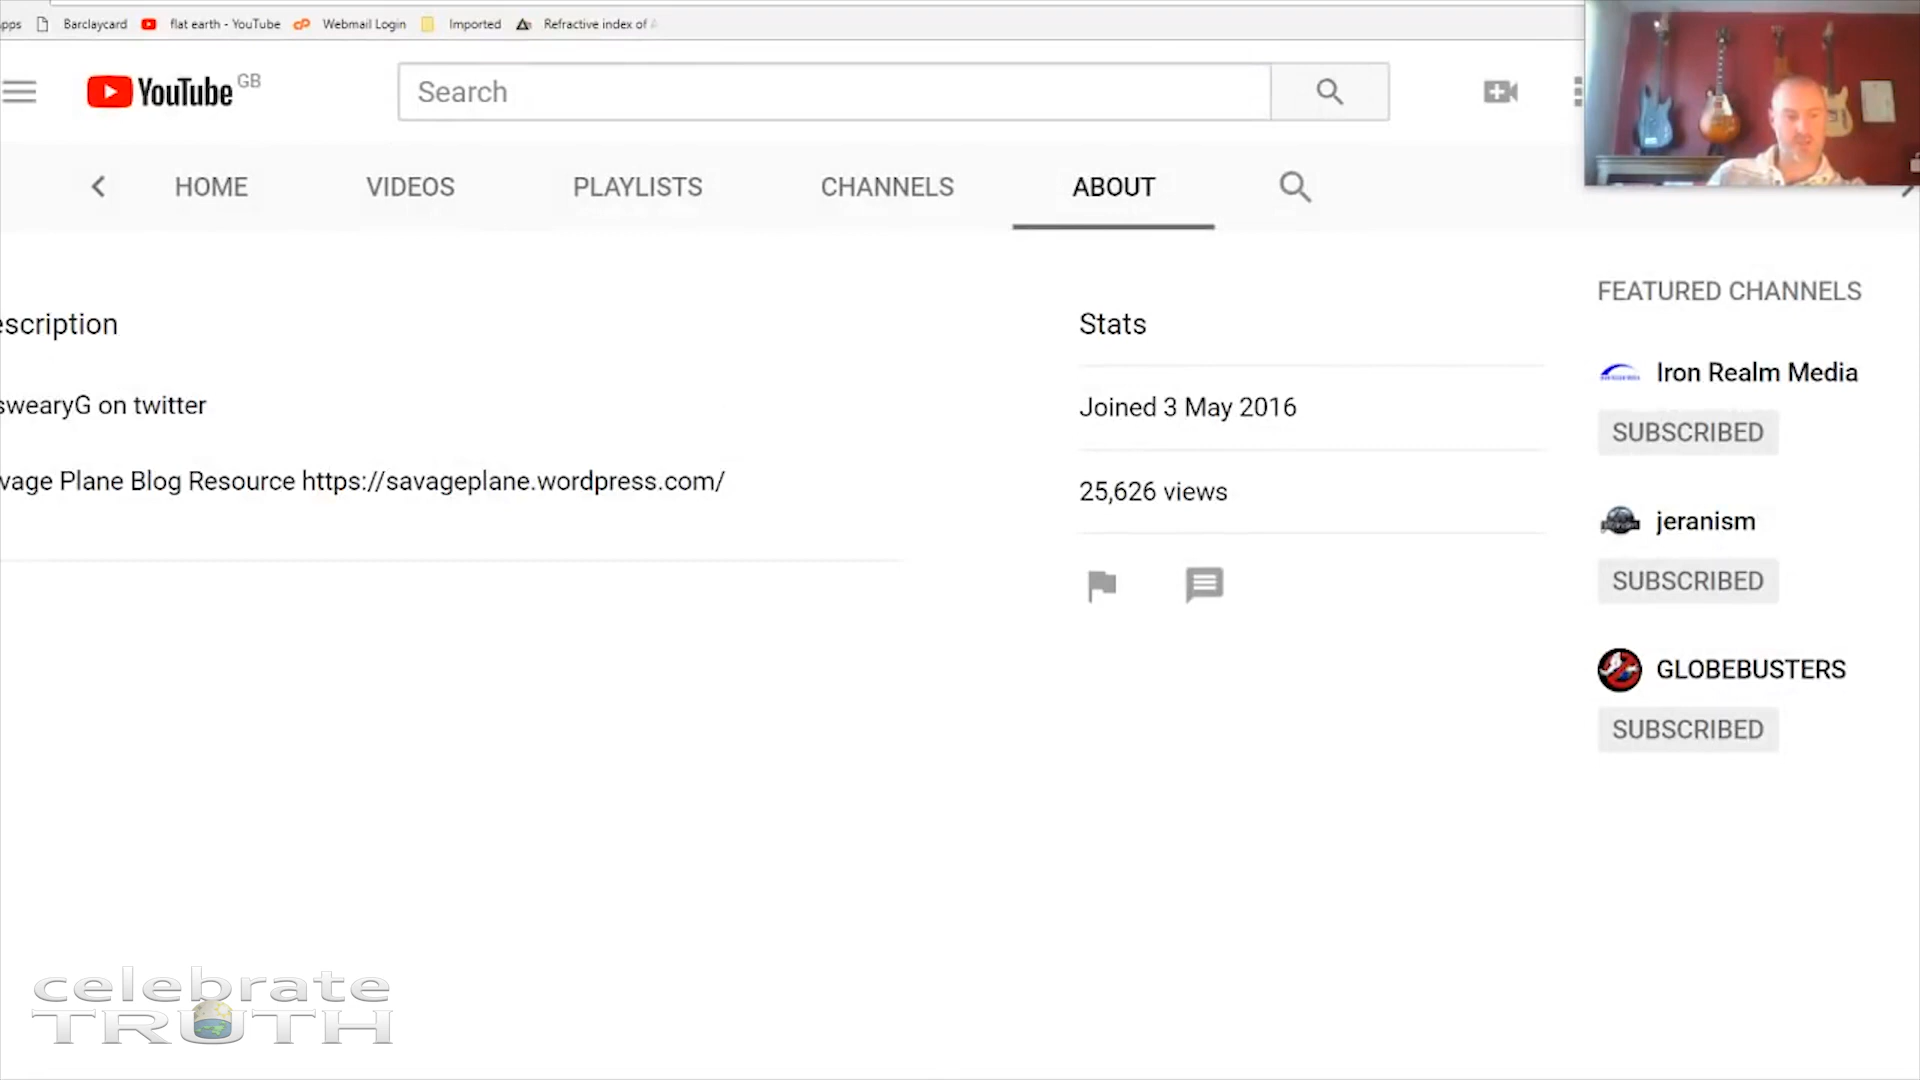 Barclaycard flat earth - YouTube Webmail Login Imported Refractive index of
YouTube GB
Search
HOME VIDEOS PLAYLISTS CHANNELS ABOUT
escription
Stats
FEATURED CHANNELS
swearyG on twitter
Joined 3 May 2016
Iron Realm Media
SUBSCRIBED
vage Plane Blog Resource https://savageplane.wordpress.com/
25,626 views
jeranism
SUBSCRIBED
GLOBEBUSTERS
SUBSCRIBED
celebrate
TRUTH